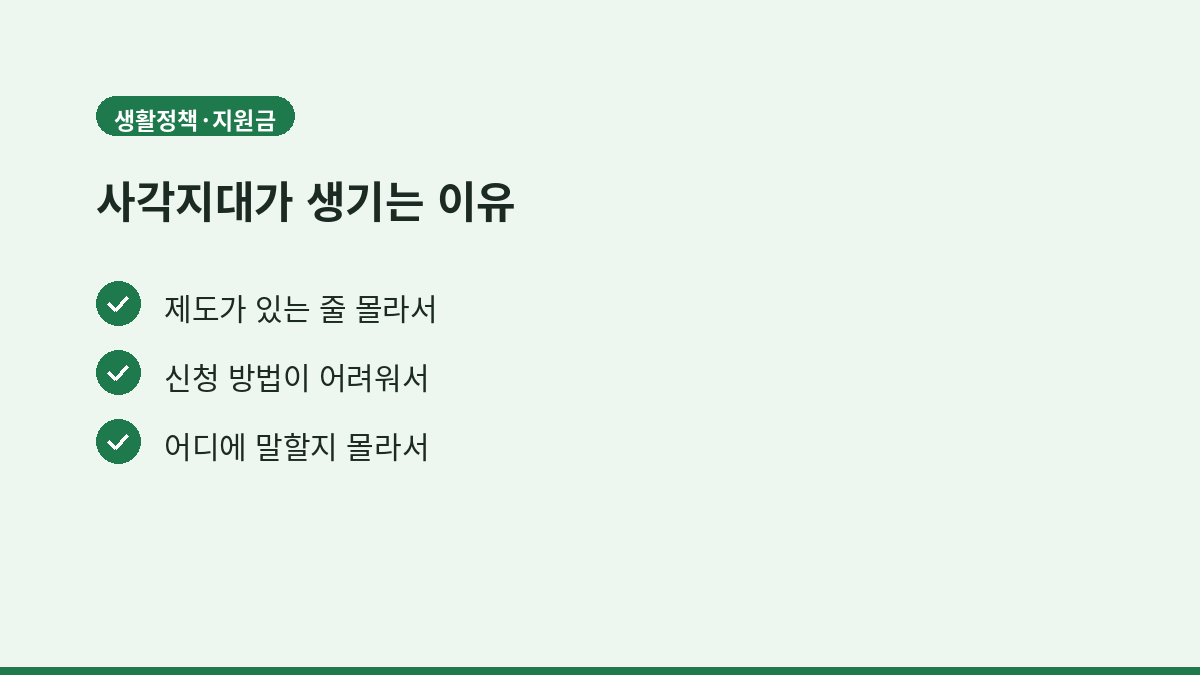 생활정책·지원금
사각지대가 생기는 이유
제도가 있는 줄 몰라서
신청 방법이 어려워서
어디에 말할지 몰라서